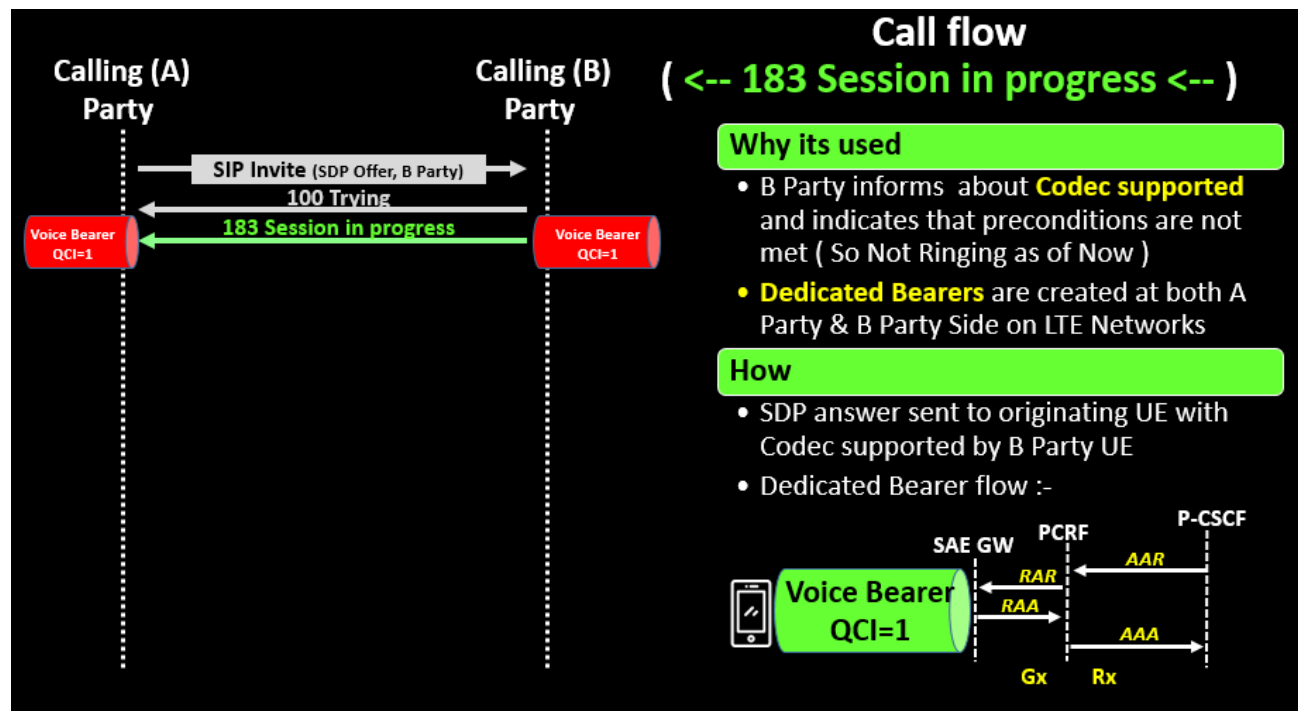 Call flow
( <-- 183 Session in progress <-- )
Calling (A)
Party
Calling (B)
Party
SIP Invite (SDP Offer, B Party)
100 Trying
183 Session in progress
Voice Bearer
QCI=1
Voice Bearer
QCI=1
Why its used
• B Party informs about Codec supported
and indicates that preconditions are not
met ( So Not Ringing as of Now )
• Dedicated Bearers are created at both A
Party & B Party Side on LTE Networks
How
• SDP answer sent to originating UE with
Codec supported by B Party UE
• Dedicated Bearer flow :-
SAE GW
PCRF
P-CSCF
AAR
RAR
RAA
AAA
Voice Bearer
QCI=1
Gx
Rx